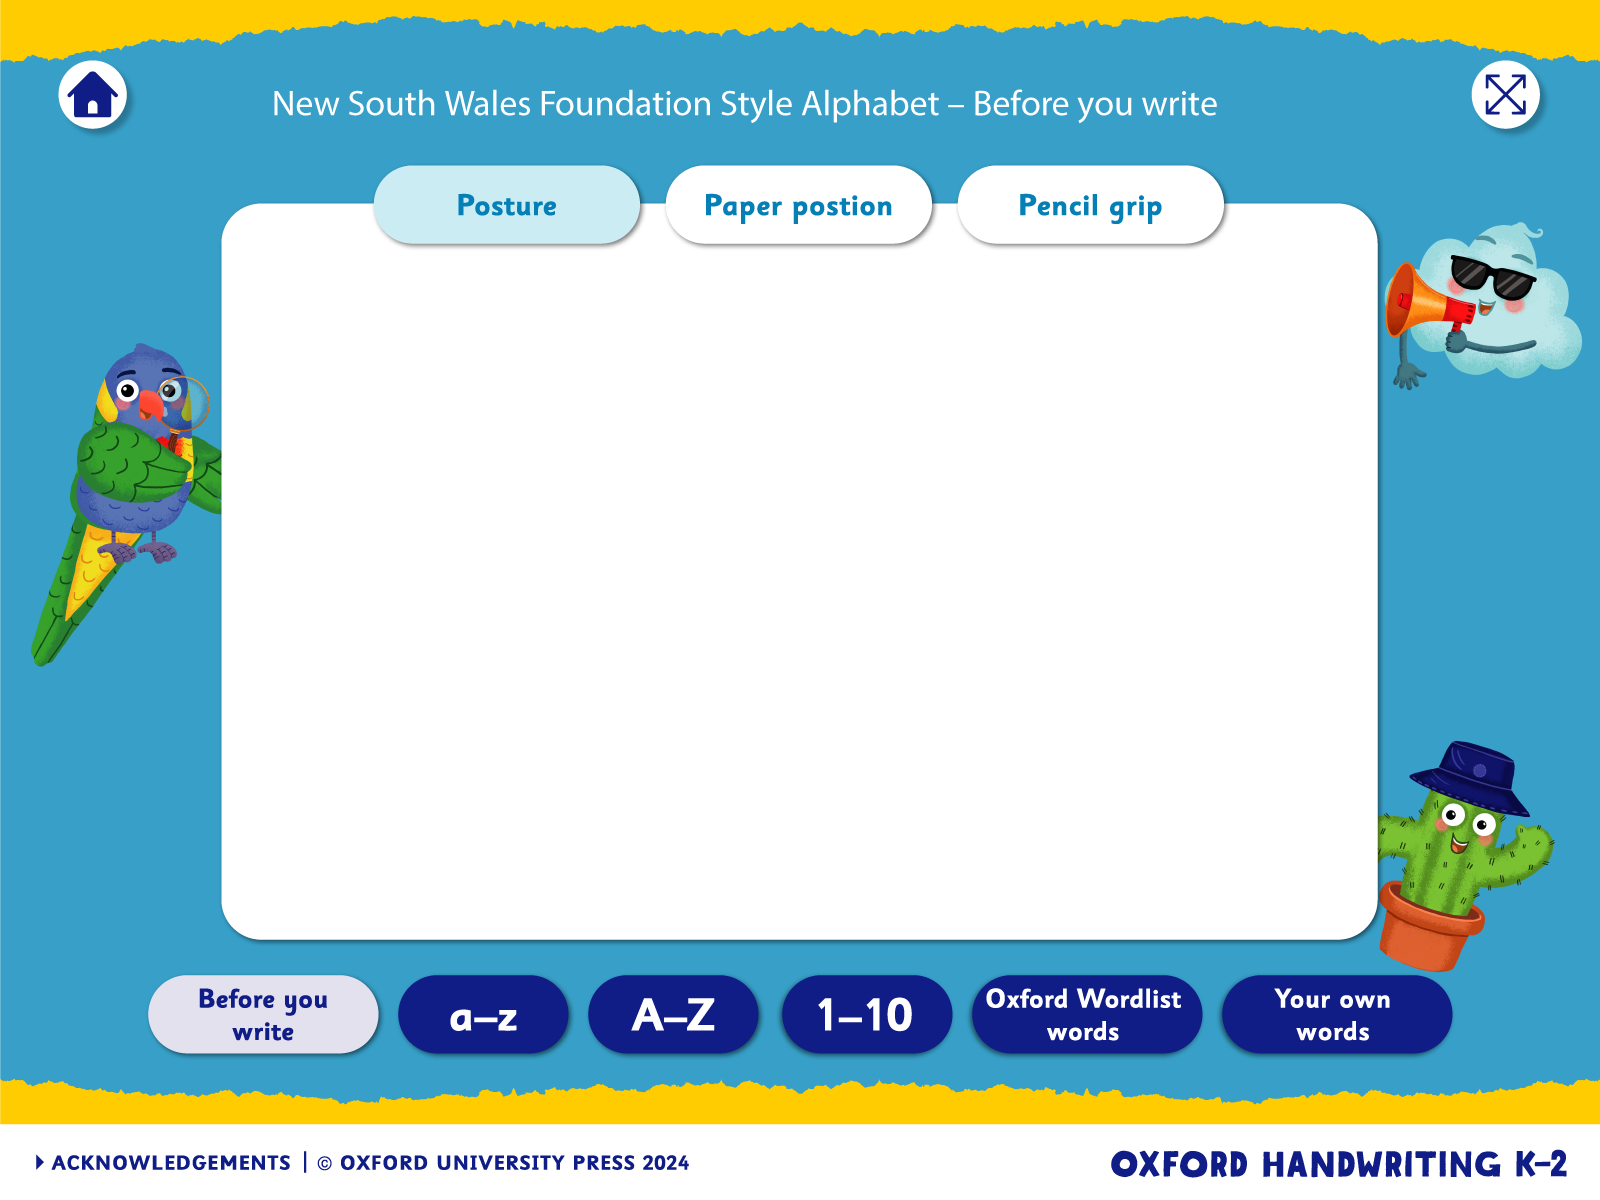 New South Wales Foundation Style Alphabet – Before you write
Posture
Paper postion
Pencil grip
Before you
write
a–z
A–Z
1–10
Oxford Wordlist
words
Your own
words
ACKNOWLEDGEMENTS | © OXFORD UNIVERSITY PRESS 2024
OXFORD HANDWRITING K–2